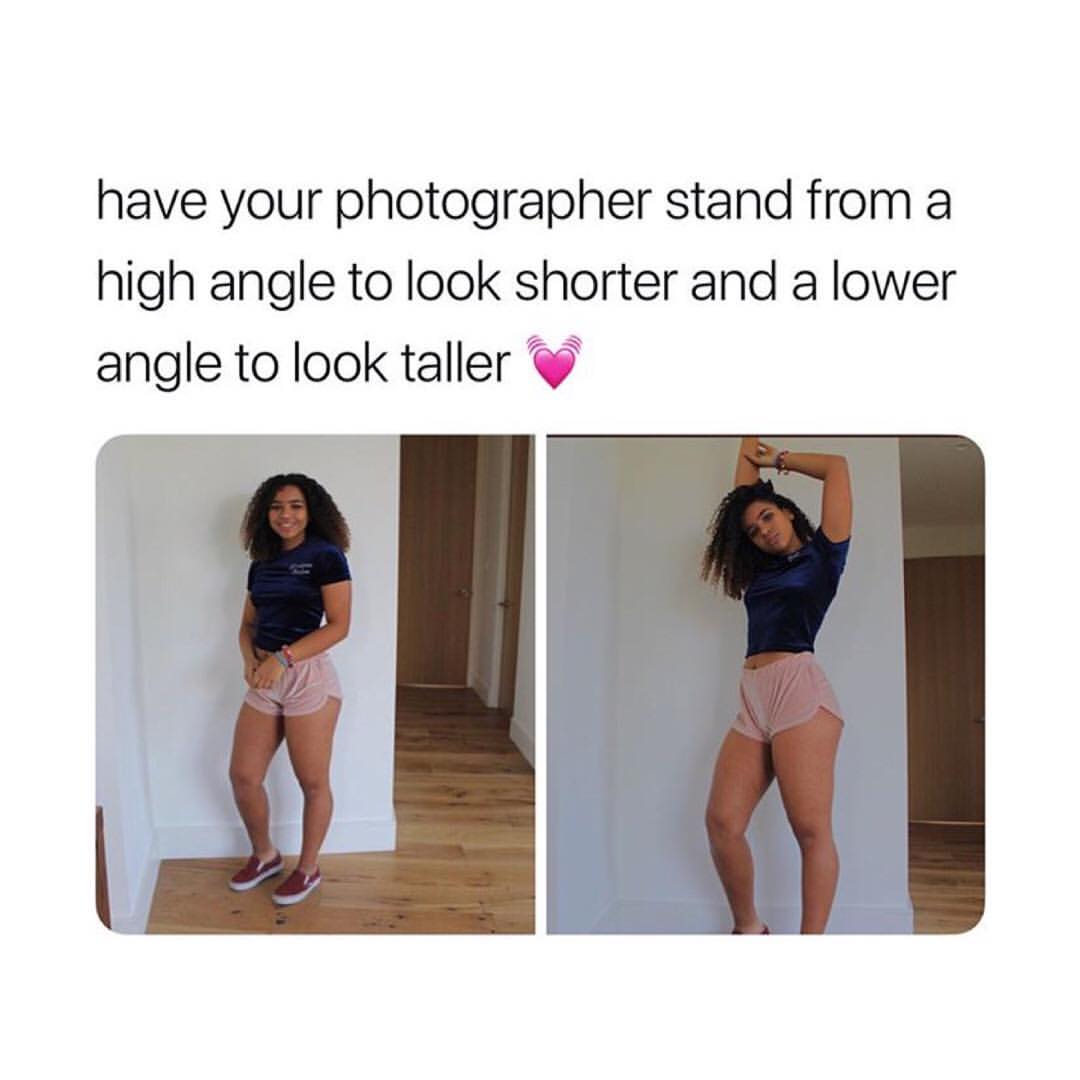 have your photographer stand from a
high angle to look shorter and a lower
angle to look taller 💓